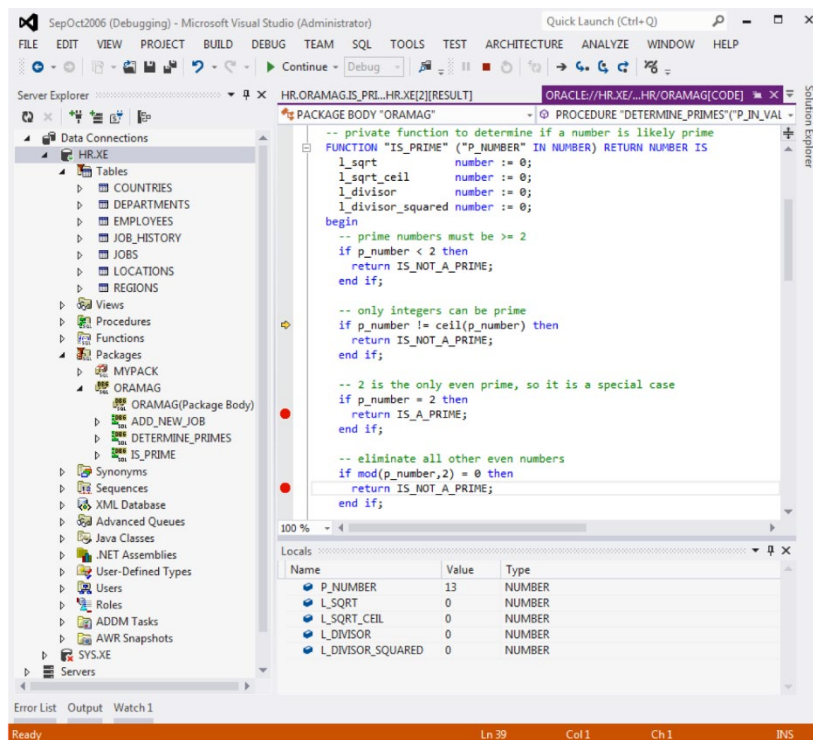 SepOct2006 (Debugging) - Microsoft Visual Studio (Administrator)
Quick Launch (Ctrl+Q)
FILE EDIT VIEW PROJECT BUILD DEBUG TEAM SQL TOOLS TEST ARCHITECTURE ANALYZE WINDOW HELP
Continue Debug
Server Explorer
Data Connections
HR.XE
Tables
COUNTRIES
DEPARTMENTS
EMPLOYEES
JOB_HISTORY
JOBS
LOCATIONS
REGIONS
Views
Procedures
Functions
Packages
MYPACK
ORAMAG
ORAMAG(Package Body)
ADD_NEW_JOB
DETERMINE_PRIMES
IS_PRIME
Synonyms
Sequences
XML Database
Advanced Queues
Java Classes
.NET Assemblies
User-Defined Types
Users
Roles
ADDM Tasks
AWR Snapshots
SYS.XE
Servers
HR.ORAMAG.IS_PRI...HR.XE[2][RESULT]
ORACLE://HR.XE/...HR/ORAMAG[CODE]
PACKAGE BODY "ORAMAG"
PROCEDURE "DETERMINE_PRIMES"("P_IN_VAL
-- private function to determine if a number is likely prime
FUNCTION "IS_PRIME" ("P_NUMBER" IN NUMBER) RETURN NUMBER IS
l_sqrt number := 0;
l_sqrt_ceil number := 0;
l_divisor number := 0;
l_divisor_squared number := 0;
begin
-- prime numbers must be >= 2
if p_number < 2 then
return IS_NOT_A_PRIME;
end if;
-- only integers can be prime
if p_number != ceil(p_number) then
return IS_NOT_A_PRIME;
end if;
-- 2 is the only even prime, so it is a special case
if p_number = 2 then
return IS_A_PRIME;
end if;
-- eliminate all other even numbers
if mod(p_number,2) = 0 then
return IS_NOT_A_PRIME;
end if;
100 %
Solution Explorer
Locals
Name Value Type
P_NUMBER 13 NUMBER
L_SQRT 0 NUMBER
L_SQRT_CEIL 0 NUMBER
L_DIVISOR 0 NUMBER
L_DIVISOR_SQUARED 0 NUMBER
Error List Output Watch 1
Ready Ln 39 Col 1 Ch 1 INS